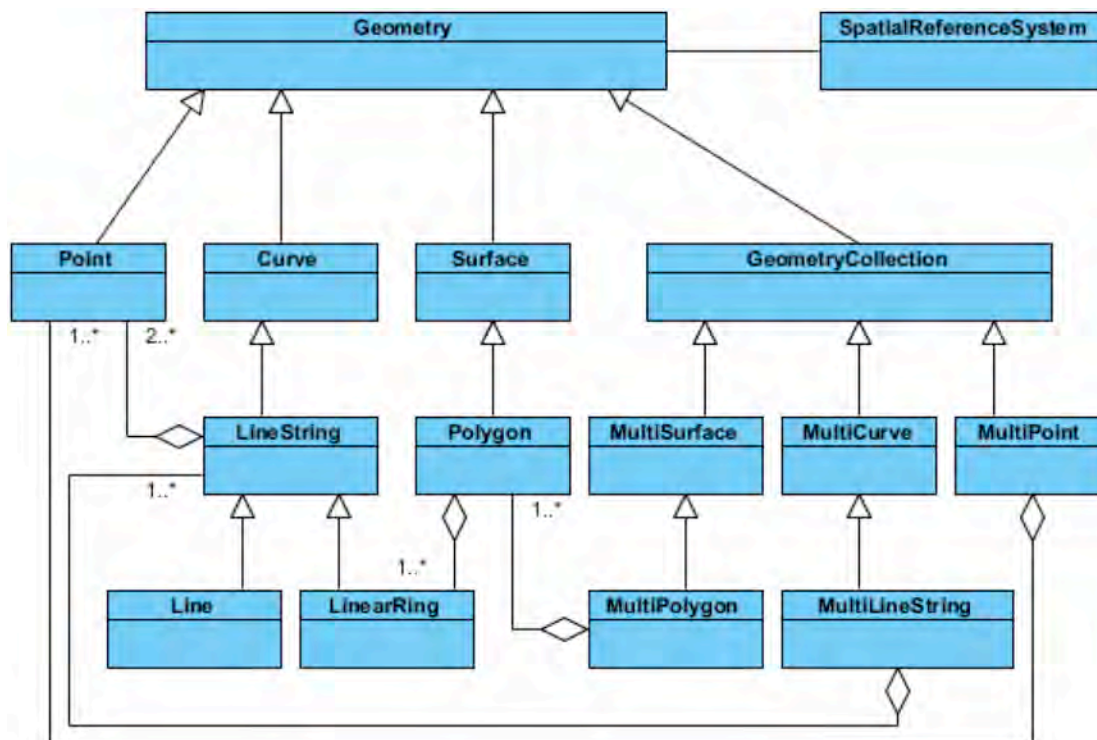 Geometry
SpatialReferenceSystem
Point
Curve
Surface
GeometryCollection
1..*
2..*
LineString
Polygon
MultiSurface
MultiCurve
MultiPoint
1..*
1..*
1..*
Line
LinearRing
MultiPolygon
MultiLineString